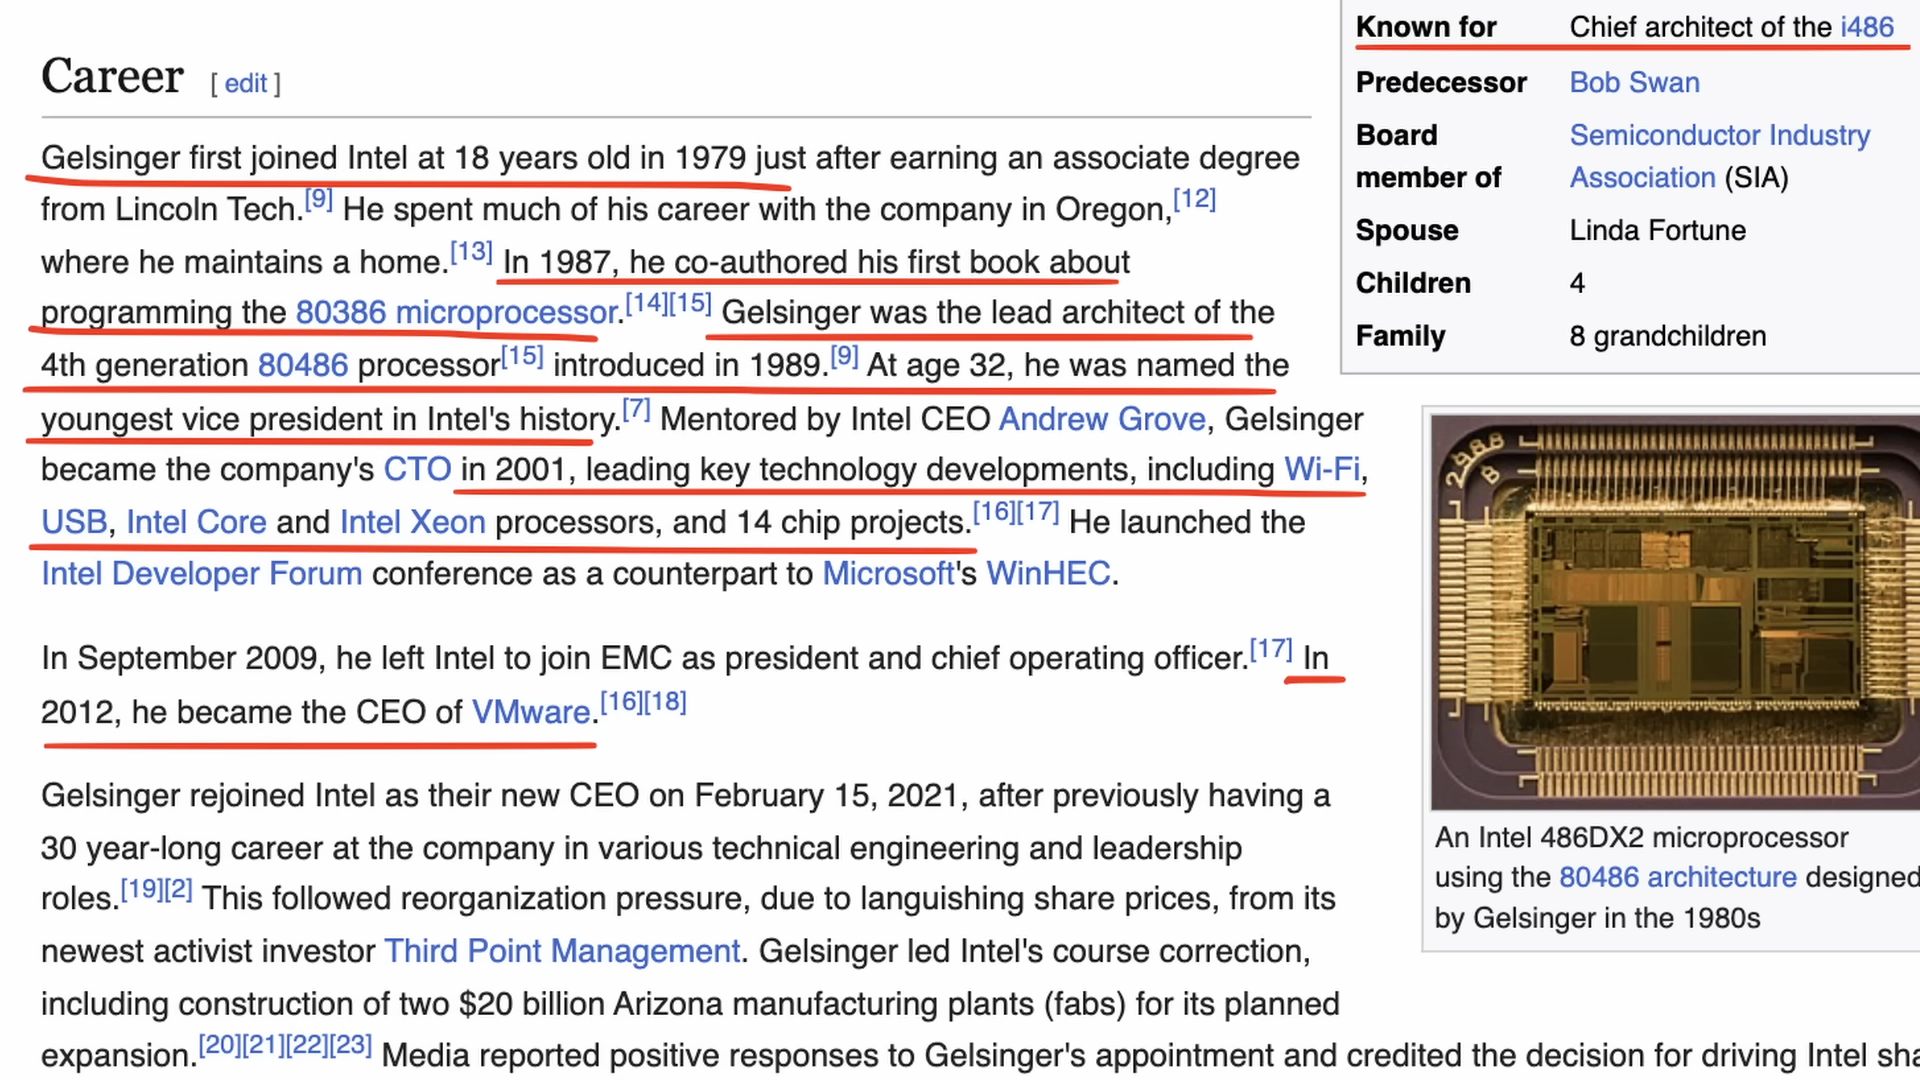 Career [ edit ]
Gelsinger first joined Intel at 18 years old in 1979 just after earning an associate degree
from Lincoln Tech.[9] He spent much of his career with the company in Oregon,[12]
where he maintains a home.[13] In 1987, he co-authored his first book about
programming the 80386 microprocessor.[14][15] Gelsinger was the lead architect of the
4th generation 80486 processor[15] introduced in 1989.[9] At age 32, he was named the
youngest vice president in Intel's history.[7] Mentored by Intel CEO Andrew Grove, Gelsinger
became the company's CTO in 2001, leading key technology developments, including Wi-Fi,
USB, Intel Core and Intel Xeon processors, and 14 chip projects.[16][17] He launched the
Intel Developer Forum conference as a counterpart to Microsoft's WinHEC.
In September 2009, he left Intel to join EMC as president and chief operating officer.[17] In
2012, he became the CEO of VMware.[16][18]
Gelsinger rejoined Intel as their new CEO on February 15, 2021, after previously having a
30 year-long career at the company in various technical engineering and leadership
roles.[19][2] This followed reorganization pressure, due to languishing share prices, from its
newest activist investor Third Point Management. Gelsinger led Intel's course correction,
including construction of two $20 billion Arizona manufacturing plants (fabs) for its planned
expansion.[20][21][22][23] Media reported positive responses to Gelsinger's appointment and credited the decision for driving Intel sha
Known for Chief architect of the i486
Predecessor Bob Swan
Board Semiconductor Industry
member of Association (SIA)
Spouse Linda Fortune
Children 4
Family 8 grandchildren
An Intel 486DX2 microprocessor
using the 80486 architecture designed
by Gelsinger in the 1980s